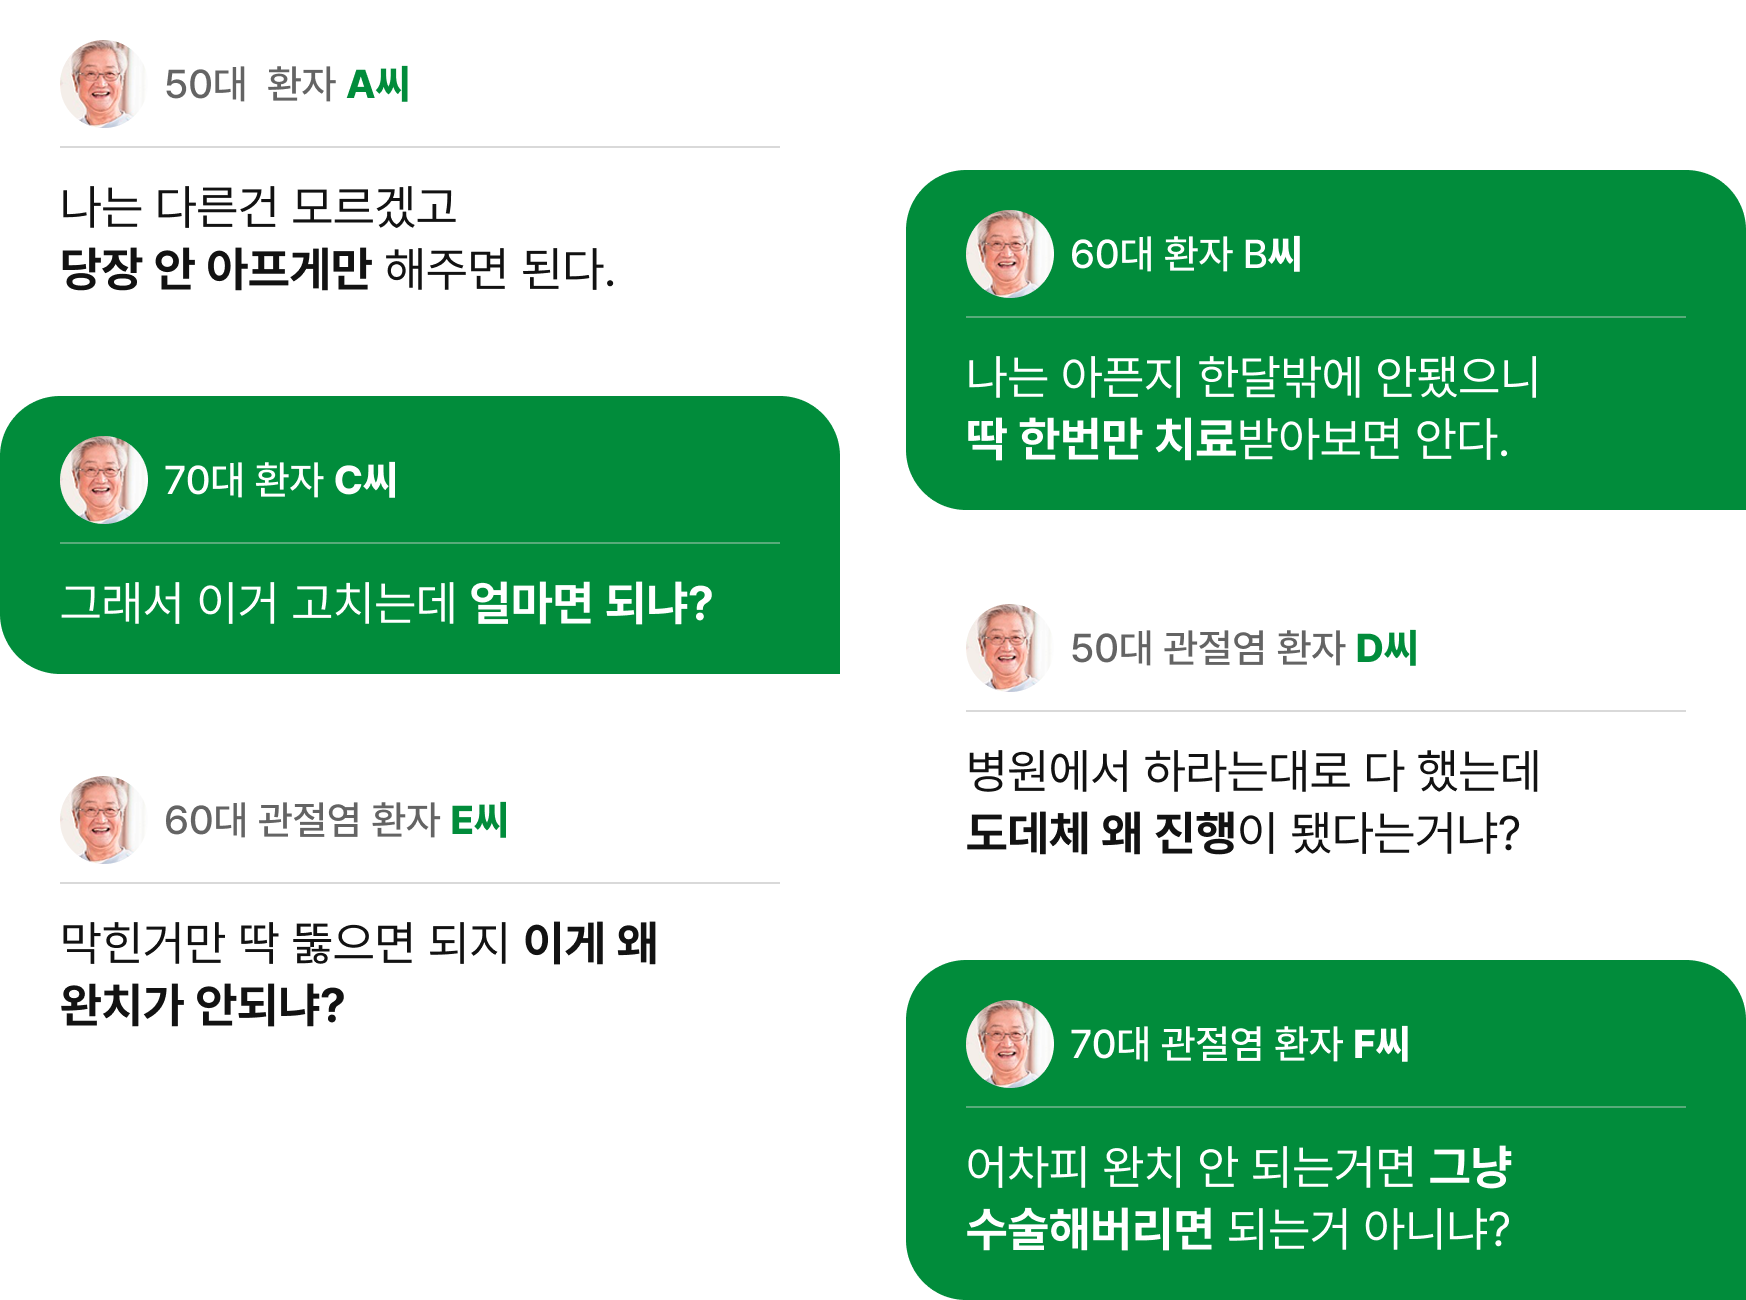 50대 환자 A씨
나는 다른건 모르겠고
당장 안 아프게만 해주면 된다.
60대 환자 B씨
나는 아픈지 한달밖에 안됐으니
딱 한번만 치료받아보면 안다.
70대 환자 C씨
그래서 이거 고치는데 얼마면 되냐?
50대 관절염 환자 D씨
병원에서 하라는대로 다 했는데
도데체 왜 진행이 됐다는거냐?
60대 관절염 환자 E씨
막힌거만 딱 뚫으면 되지 이게 왜
완치가 안되냐?
70대 관절염 환자 F씨
어차피 완치 안 되는거면 그냥
수술해버리면 되는거 아니냐?